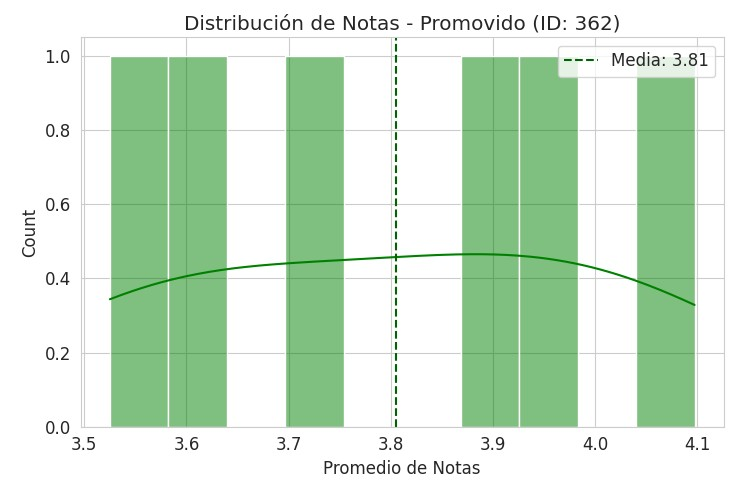 Distribución de Notas - Promovido (ID: 362)
Media: 3.81
1.0
0.8
0.6
0.4
0.2
0.0
Count
3.5 3.6 3.7 3.8 3.9 4.0 4.1
Promedio de Notas